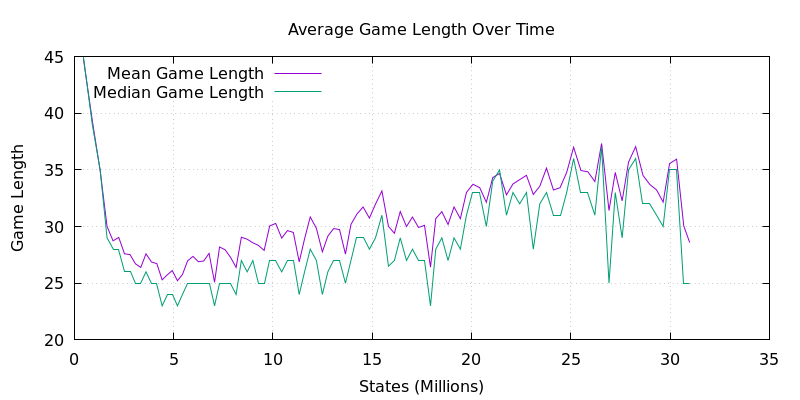 Average Game Length Over Time
Mean Game Length
Median Game Length
Game Length
45
40
35
30
25
20
0 5 10 15 20 25 30 35
States (Millions)